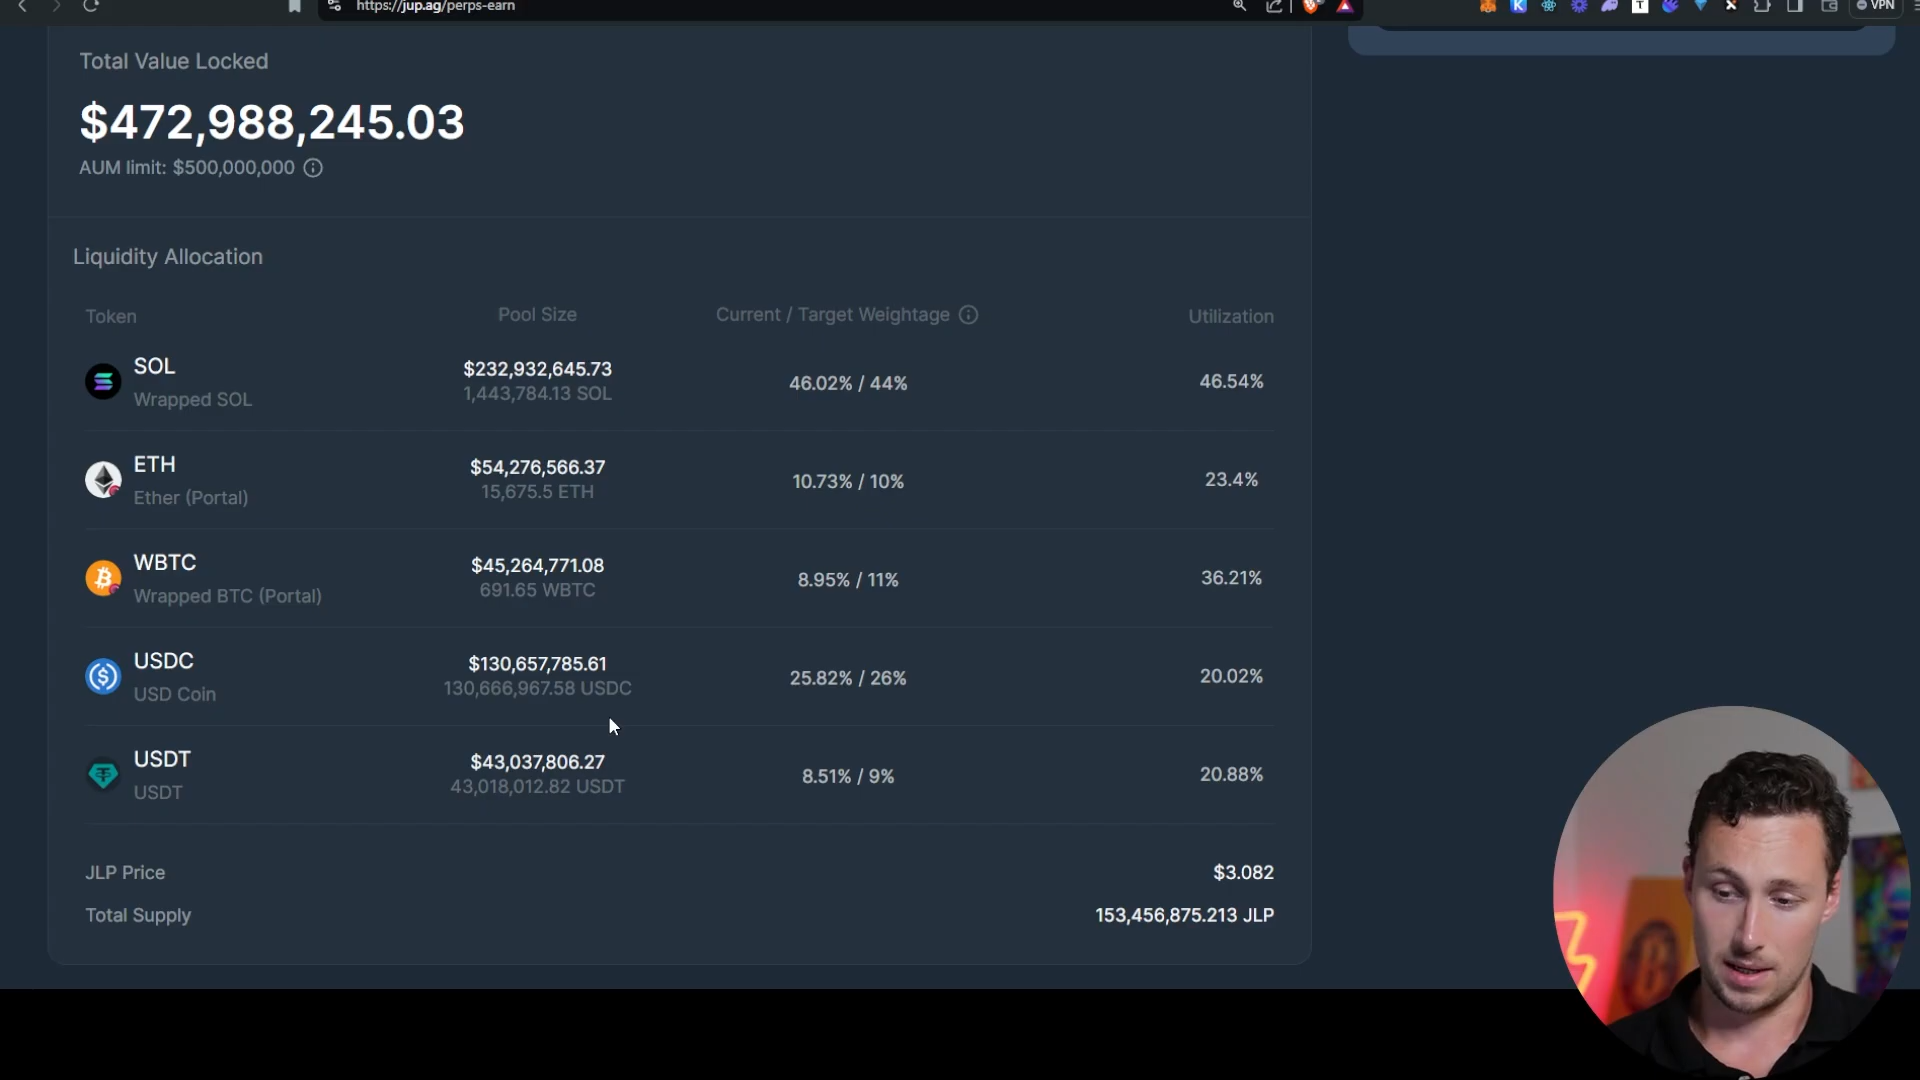 https://jup.ag/perps-earn
VPN
Total Value Locked
$472,988,245.03
AUM limit: $500,000,000
Liquidity Allocation
Token Pool Size Current / Target Weightage Utilization
SOL
Wrapped SOL
$232,932,645.73
1,443,784.13 SOL
46.02% / 44%
46.54%
ETH
Ether (Portal)
$54,276,566.37
15,675.5 ETH
10.73% / 10%
23.4%
WBTC
Wrapped BTC (Portal)
$45,264,771.08
691.65 WBTC
8.95% / 11%
36.21%
USDC
USD Coin
$130,657,785.61
130,666,967.58 USDC
25.82% / 26%
20.02%
USDT
USDT
$43,037,806.27
43,018,012.82 USDT
8.51% / 9%
20.88%
JLP Price $3.082
Total Supply 153,456,875.213 JLP